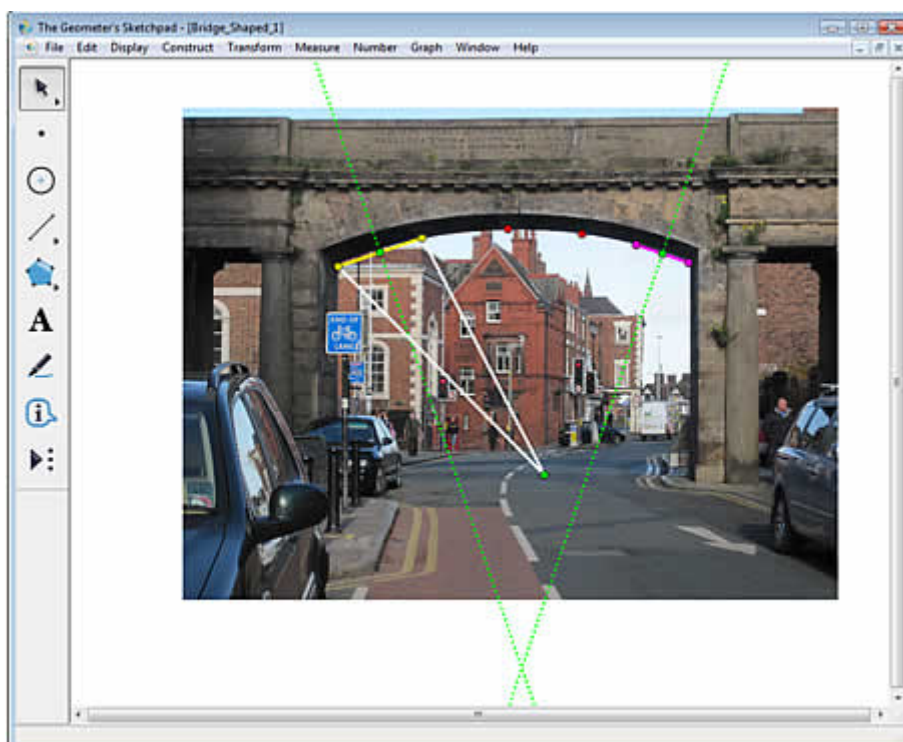 The Geometer's Sketchpad - [Bridge_Shaped_1]
File Edit Display Construct Transform Measure Number Graph Window Help
A
END OF
LANE